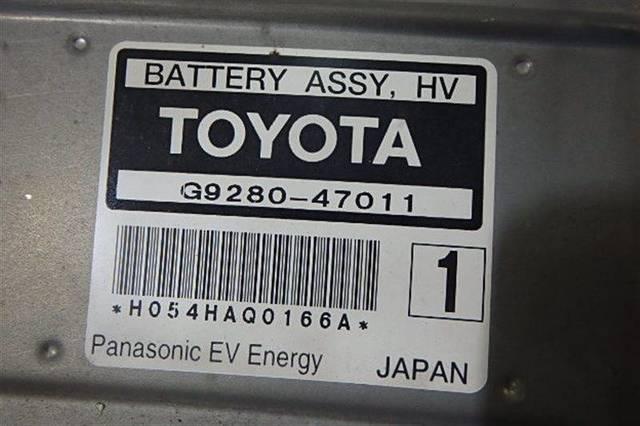 BATTERY ASSY, HV
TOYOTA
G9280-47011
1
*H054HAQ0166A*
Panasonic EV Energy
JAPAN